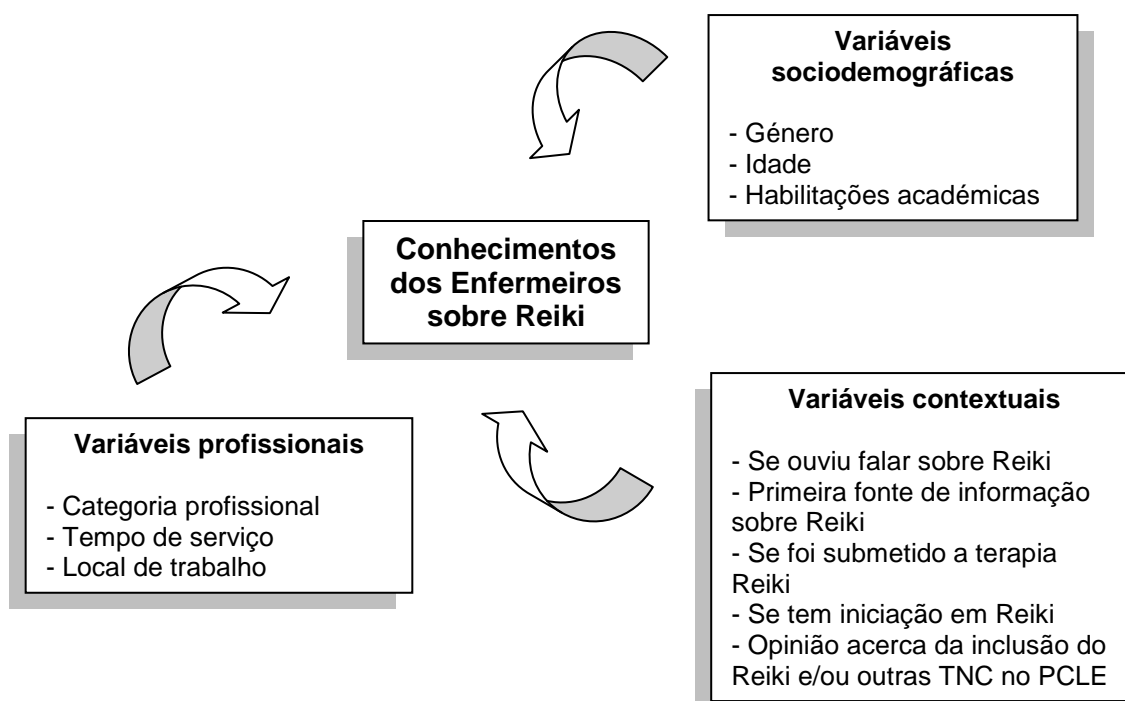 Variáveis
sociodemográficas
- Género
- Idade
- Habilitações académicas
Conhecimentos
dos Enfermeiros
sobre Reiki
Variáveis profissionais
- Categoria profissional
- Tempo de serviço
- Local de trabalho
Variáveis contextuais
- Se ouviu falar sobre Reiki
- Primeira fonte de informação
sobre Reiki
- Se foi submetido a terapia
Reiki
- Se tem iniciação em Reiki
- Opinião acerca da inclusão do
Reiki e/ou outras TNC no PCLE